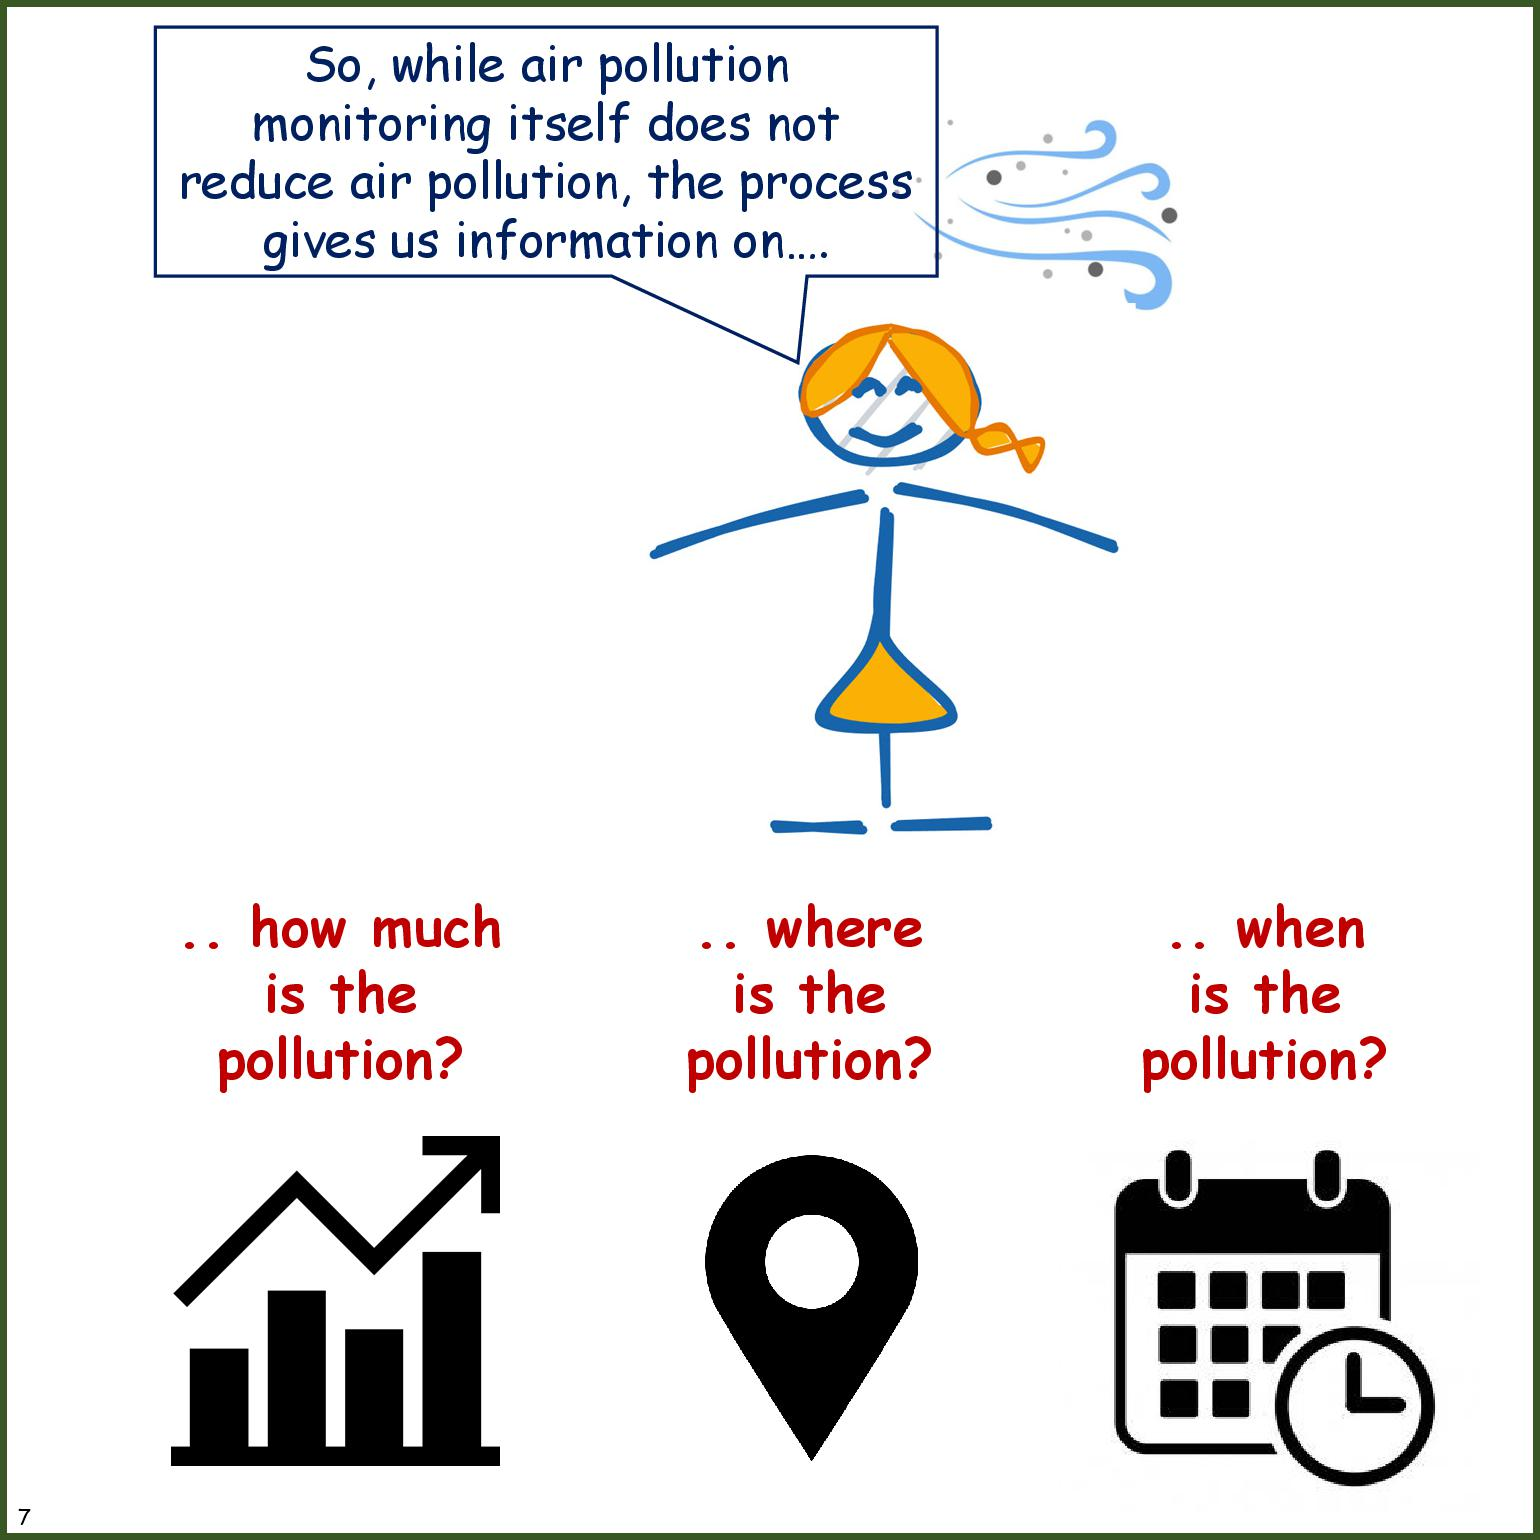 So, while air pollution
monitoring itself does not
reduce air pollution, the process
gives us information on....
.. how much
is the
pollution?
.. where
is the
pollution?
.. when
is the
pollution?
7